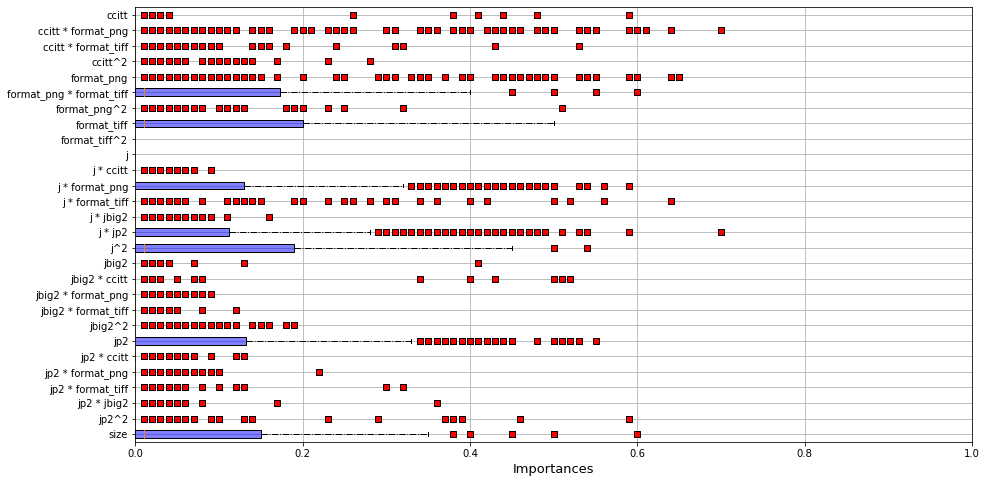 ccitt
ccitt * format_png
ccitt * format_tiff
ccitt^2
format_png
format_png * format_tiff
format_png^2
format_tiff
format_tiff^2
j
j * ccitt
j * format_png
j * format_tiff
j * jbig2
j * jp2
j^2
jbig2
jbig2 * ccitt
jbig2 * format_png
jbig2 * format_tiff
jbig2^2
jp2
jp2 * ccitt
jp2 * format_png
jp2 * format_tiff
jp2 * jbig2
jp2^2
size
0.0 0.2 0.4 0.6 0.8 1.0
Importances